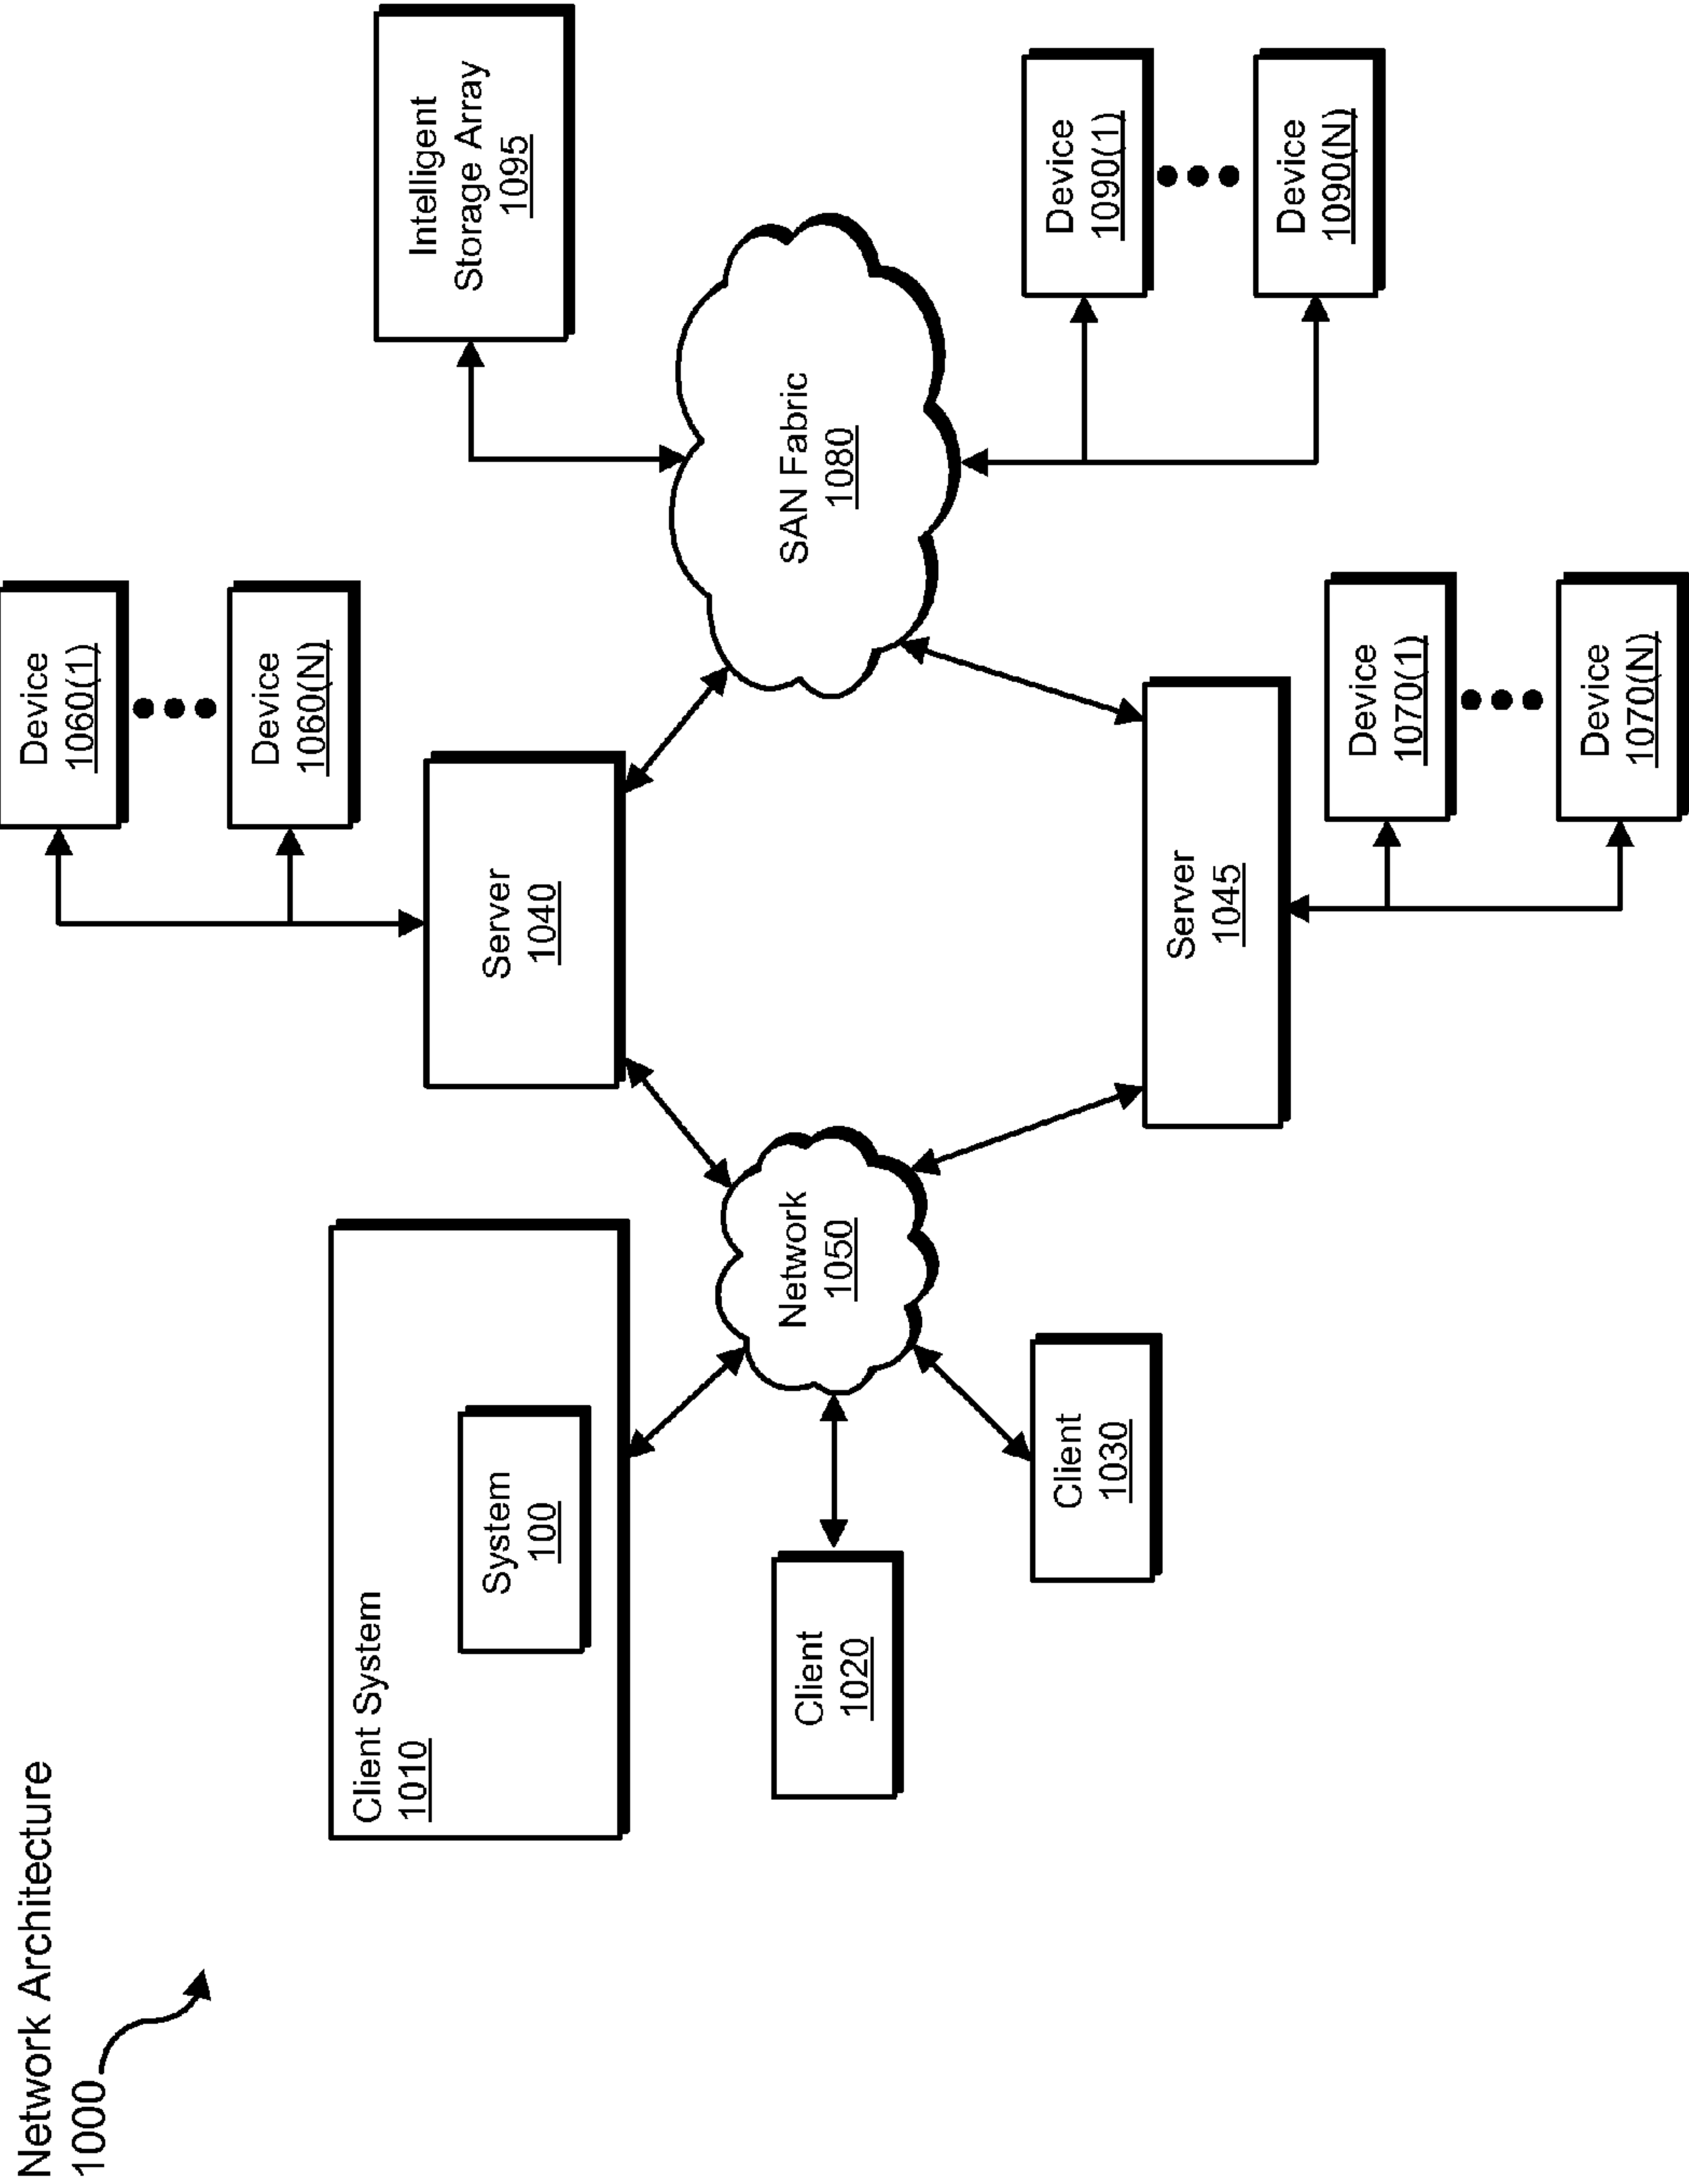 Network Architecture
1000
Client System
1010
System
100
Client
1020
Client
1030
Network
1050
Server
1040
Server
1045
Device
1060(1)
Device
1060(N)
Device
1070(1)
Device
1070(N)
SAN Fabric
1080
Intelligent
Storage Array
1095
Device
1090(1)
Device
1090(N)